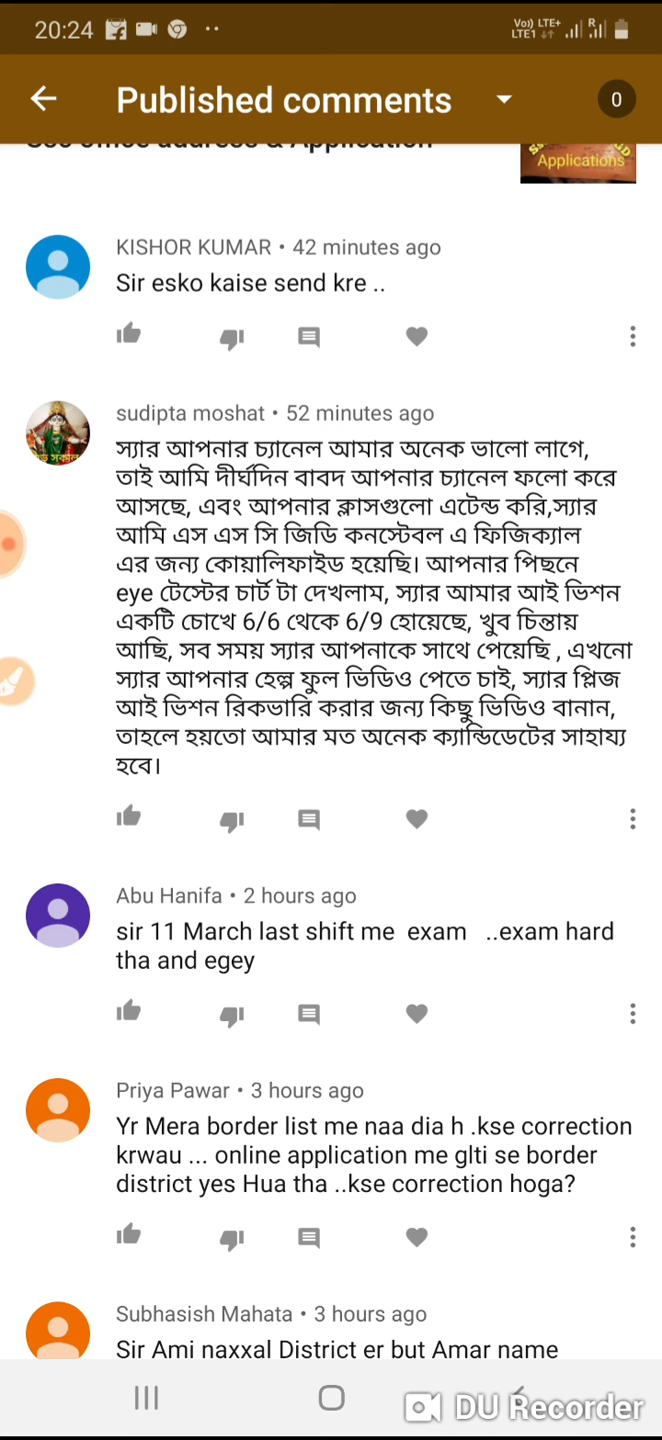 20:24
Vo)) LTE+
LTE1
R
Published comments
0
Applications
KISHOR KUMAR • 42 minutes ago
Sir esko kaise send kre ..
sudipta moshat • 52 minutes ago
স্যার আপনার চ্যানেল আমার অনেক ভালো লাগে,
তাই আমি দীর্ঘদিন বাবদ আপনার চ্যানেল ফলো করে
আসছে, এবং আপনার ক্লাসগুলো এটেন্ড করি,স্যার
আমি এস এস সি জিডি কনস্টেবল এ ফিজিক্যাল
এর জন্য কোয়ালিফাইড হয়েছি। আপনার পিছনে
eye টেস্টের চার্ট টা দেখলাম, স্যার আমার আই ভিশন
একটি চোখে 6/6 থেকে 6/9 হোয়েছে, খুব চিন্তায়
আছি, সব সময় স্যার আপনাকে সাথে পেয়েছি , এখনো
স্যার আপনার হেল্প ফুল ভিডিও পেতে চাই, স্যার প্লিজ
আই ভিশন রিকভারি করার জন্য কিছু ভিডিও বানান,
তাহলে হয়তো আমার মত অনেক ক্যান্ডিডেটের সাহায্য
হবে।
Abu Hanifa • 2 hours ago
sir 11 March last shift me exam ..exam hard
tha and egey
Priya Pawar • 3 hours ago
Yr Mera border list me naa dia h .kse correction
krwau ... online application me glti se border
district yes Hua tha ..kse correction hoga?
Subhasish Mahata • 3 hours ago
Sir Ami naxxal District er but Amar name
DU Recorder